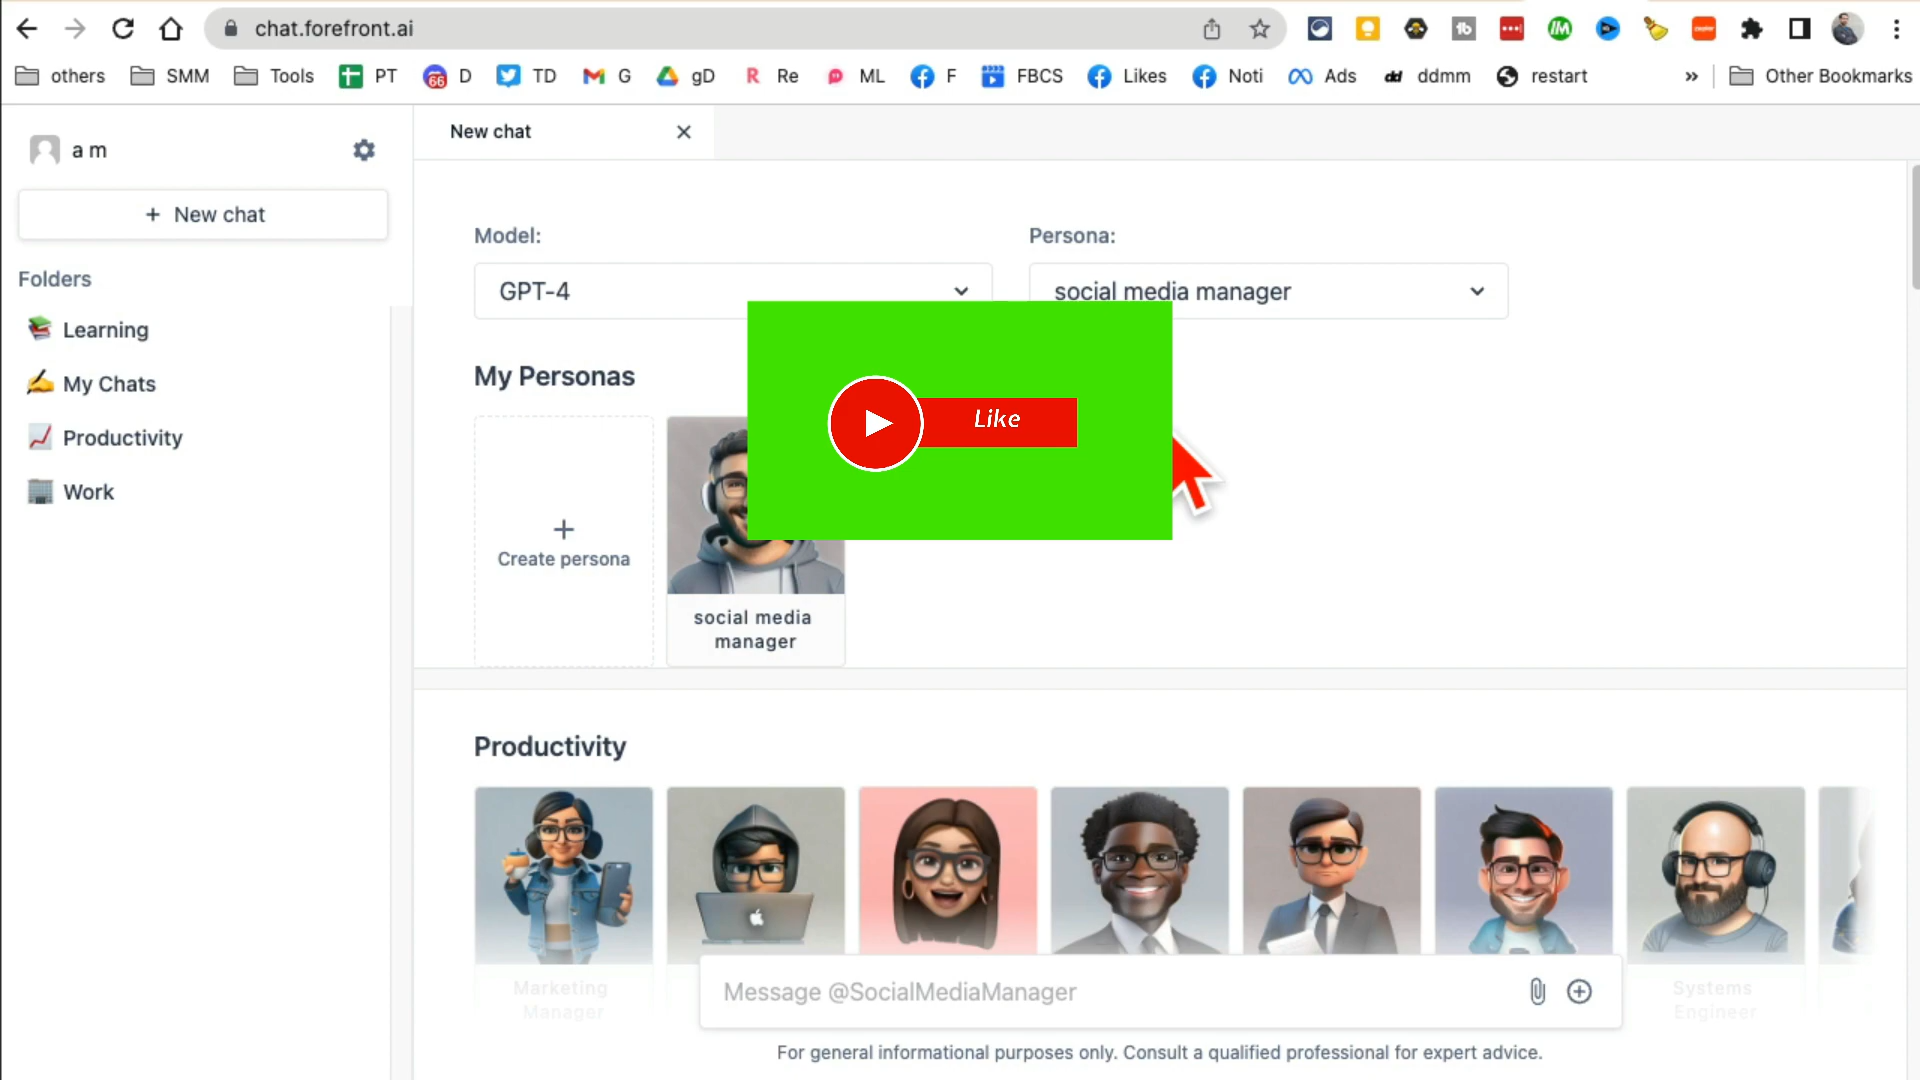 chat.forefront.ai
others SMM Tools PT D TD G gD Re ML F FBCS Likes Noti Ads ddmm restart » Other Bookmarks
a m
New chat
+ New chat
Folders
Learning
My Chats
Productivity
Work
Model:
Persona:
GPT-4
social media manager
My Personas
Like
+
Create persona
social media
manager
Productivity
Marketing
Manager
Systems
Engineer
Message @SocialMediaManager
For general informational purposes only. Consult a qualified professional for expert advice.